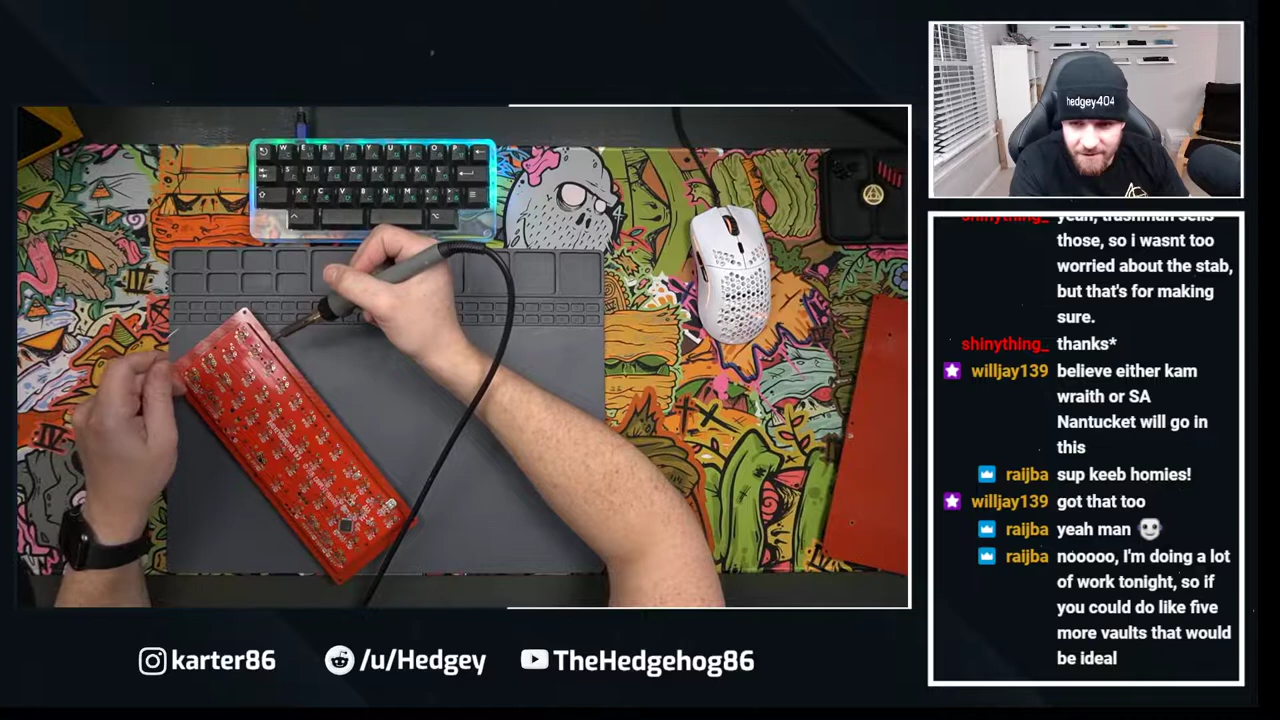 hedgey404
W E R T Y U I O P
S D F G H J K L
X C V B N M
shinything_ yeah, trashman sells
those, so i wasnt too
worried about the stab,
but that's for making
sure.
shinything_ thanks*
willjay139 believe either kam
wraith or SA
Nantucket will go in
this
raijba sup keeb homies!
willjay139 got that too
raijba yeah man
raijba nooooo, I'm doing a lot
of work tonight, so if
you could do like five
more vaults that would
be ideal
karter86 /u/Hedgey TheHedgehog86